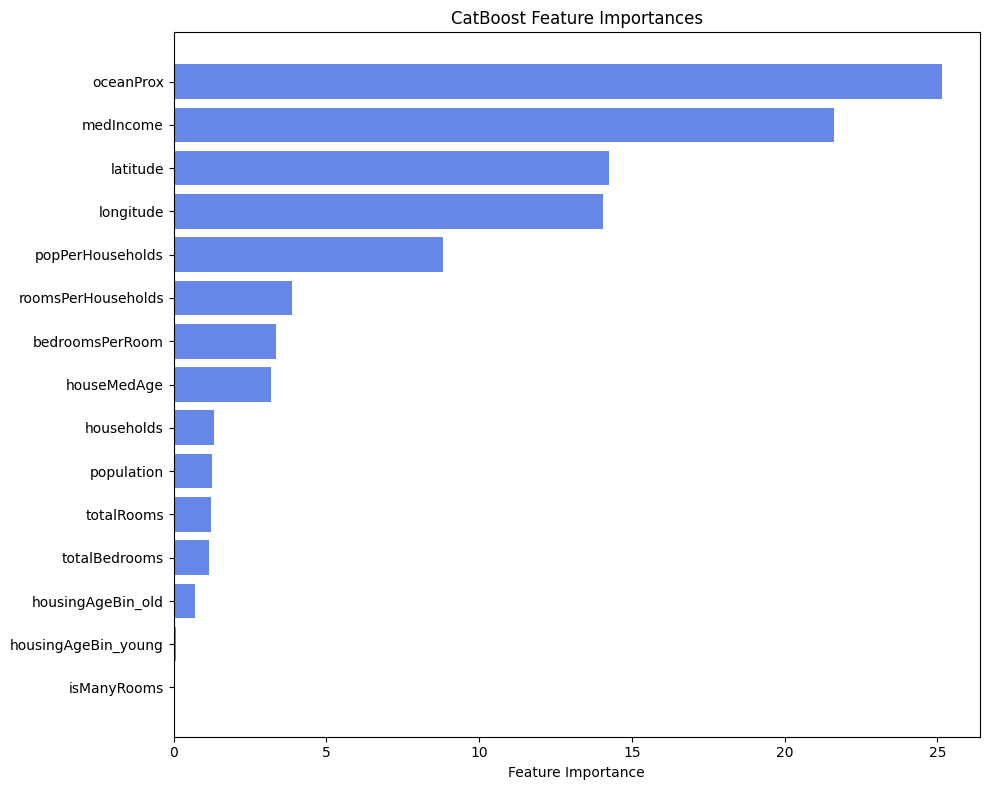 CatBoost Feature Importances
oceanProx
medIncome
latitude
longitude
popPerHouseholds
roomsPerHouseholds
bedroomsPerRoom
houseMedAge
households
population
totalRooms
totalBedrooms
housingAgeBin_old
housingAgeBin_young
isManyRooms
0 5 10 15 20 25
Feature Importance